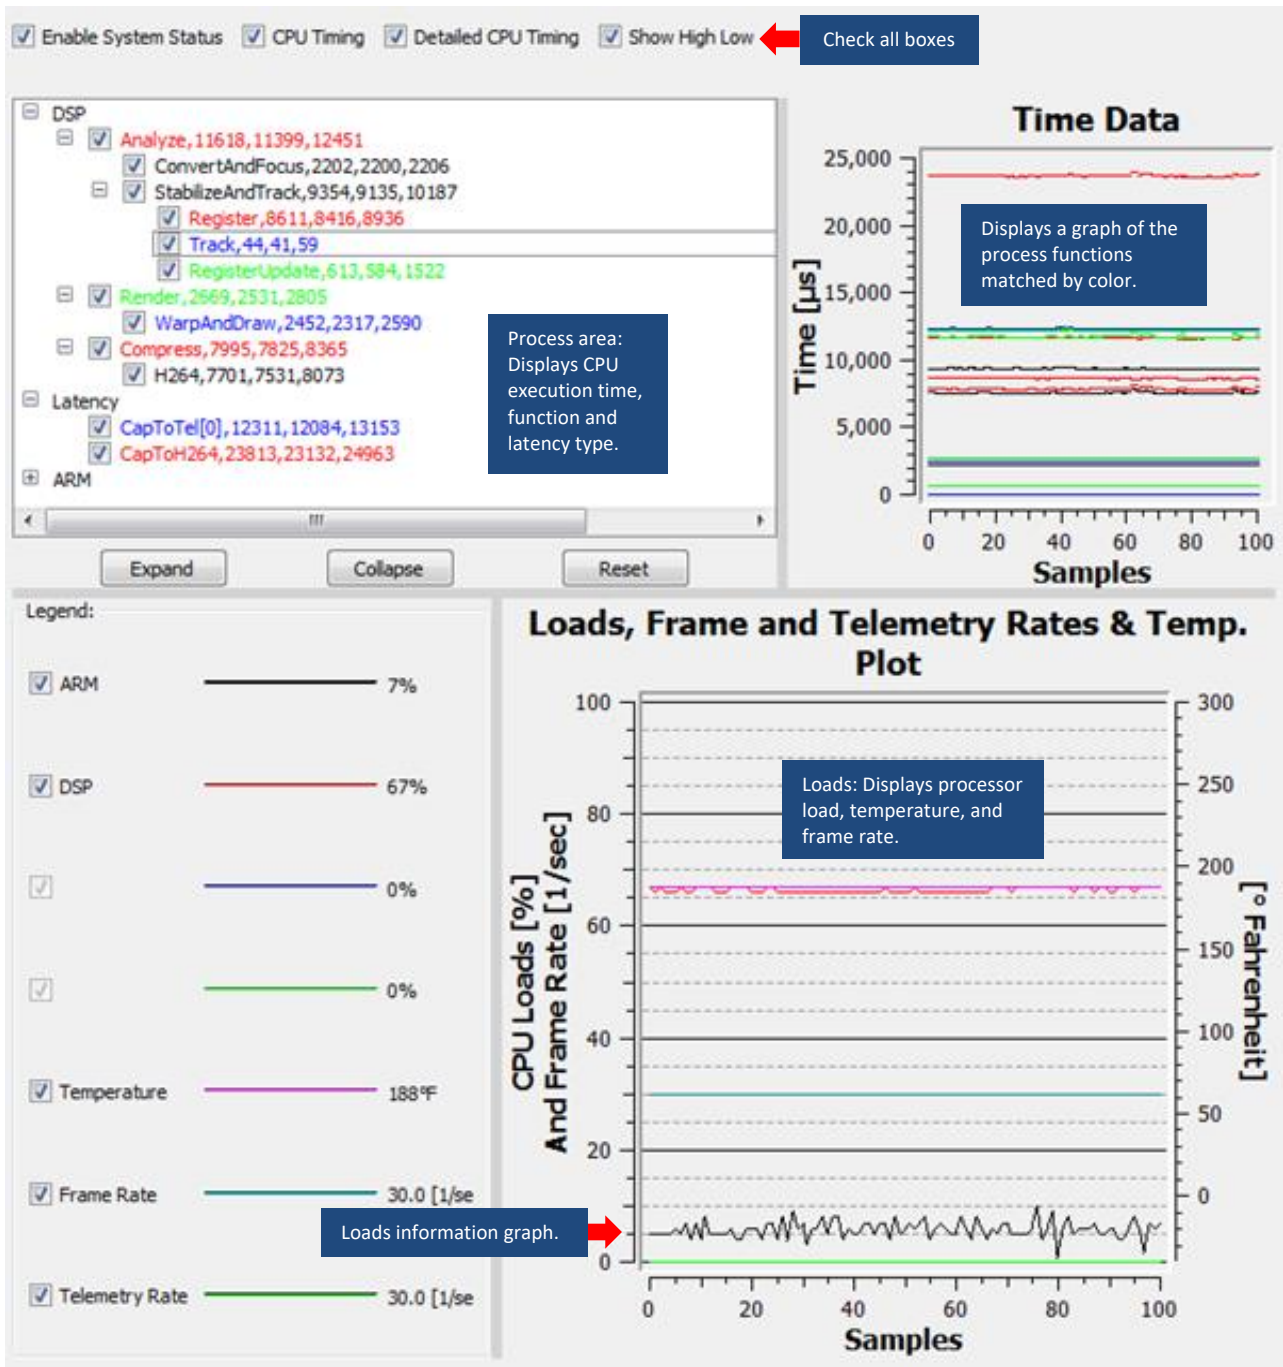 Enable System Status CPU Timing Detailed CPU Timing Show High Low
Check all boxes
DSP
Analyze,11618,11399,12451
ConvertAndFocus,2202,2200,2206
StabilizeAndTrack,9354,9135,10187
Register,8611,8416,8936
Track,44,41,59
RegisterUpdate,613,584,1522
Render,2669,2531,2805
WarpAndDraw,2452,2317,2590
Compress,7995,7825,8365
H264,7701,7531,8073
Latency
CapToTel[0],12311,12084,13153
CapToH264,23813,23132,24963
ARM
Process area:
Displays CPU
execution time,
function and
latency type.
Expand Collapse Reset
Time Data
25,000
20,000
15,000
10,000
5,000
0
Time [µs]
Displays a graph of the
process functions
matched by color.
0 20 40 60 80 100
Samples
Legend:
ARM 7%
DSP 67%
0%
0%
Temperature 188°F
Frame Rate 30.0 [1/se
Telemetry Rate 30.0 [1/se
Loads information graph.
Loads, Frame and Telemetry Rates & Temp.
Plot
100
80
60
40
20
0
CPU Loads [%]
And Frame Rate [1/sec]
Loads: Displays processor
load, temperature, and
frame rate.
300
250
200
150
100
50
0
[° Fahrenheit]
0 20 40 60 80 100
Samples